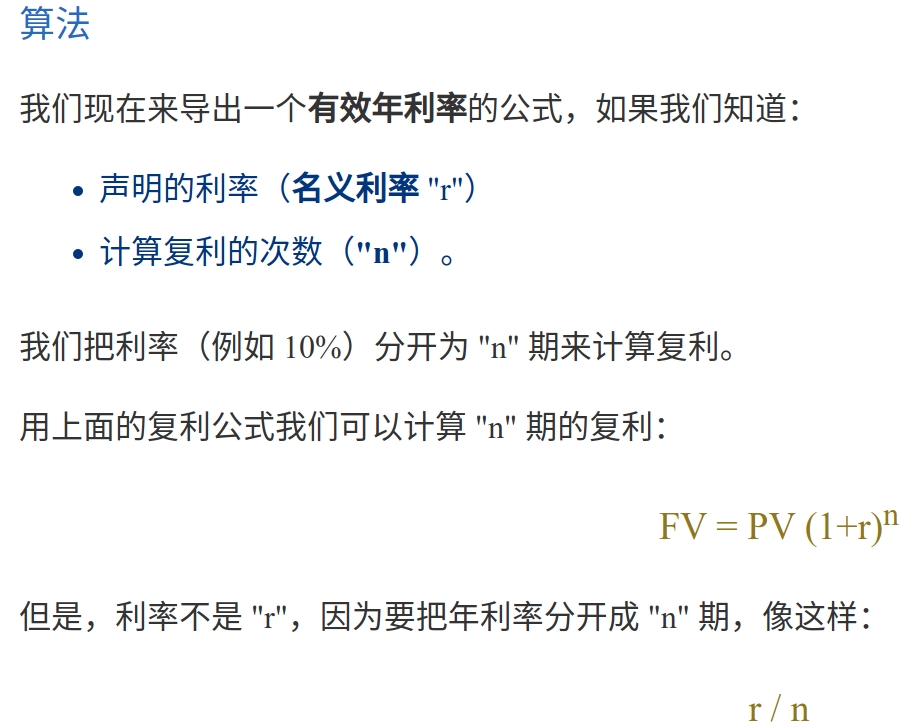 算法
我们现在来导出一个有效年利率的公式，如果我们知道：
• 声明的利率（名义利率 "r"）
• 计算复利的次数（"n"）。
我们把利率（例如 10%）分开为 "n" 期来计算复利。
用上面的复利公式我们可以计算 "n" 期的复利：
FV = PV (1+r)ⁿ
但是，利率不是 "r"，因为要把年利率分开成 "n" 期，像这样：
r / n